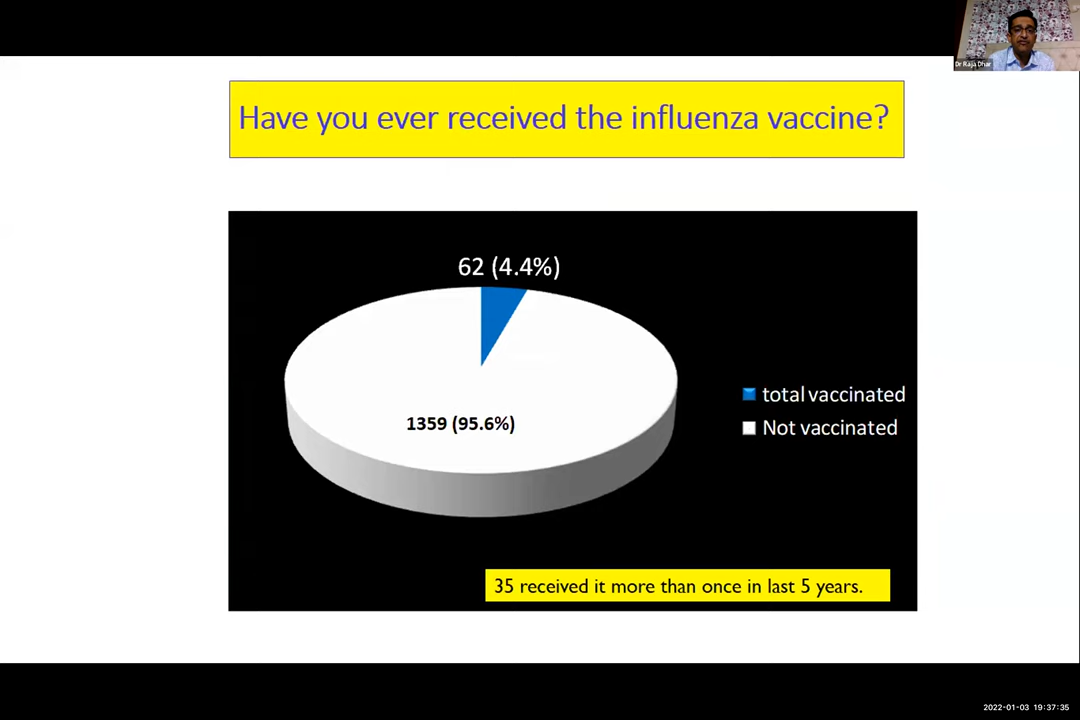 Dr Raja Dhar
Have you ever received the influenza vaccine?
62 (4.4%)
1359 (95.6%)
total vaccinated
Not vaccinated
35 received it more than once in last 5 years.
2022-01-03 19:37:35